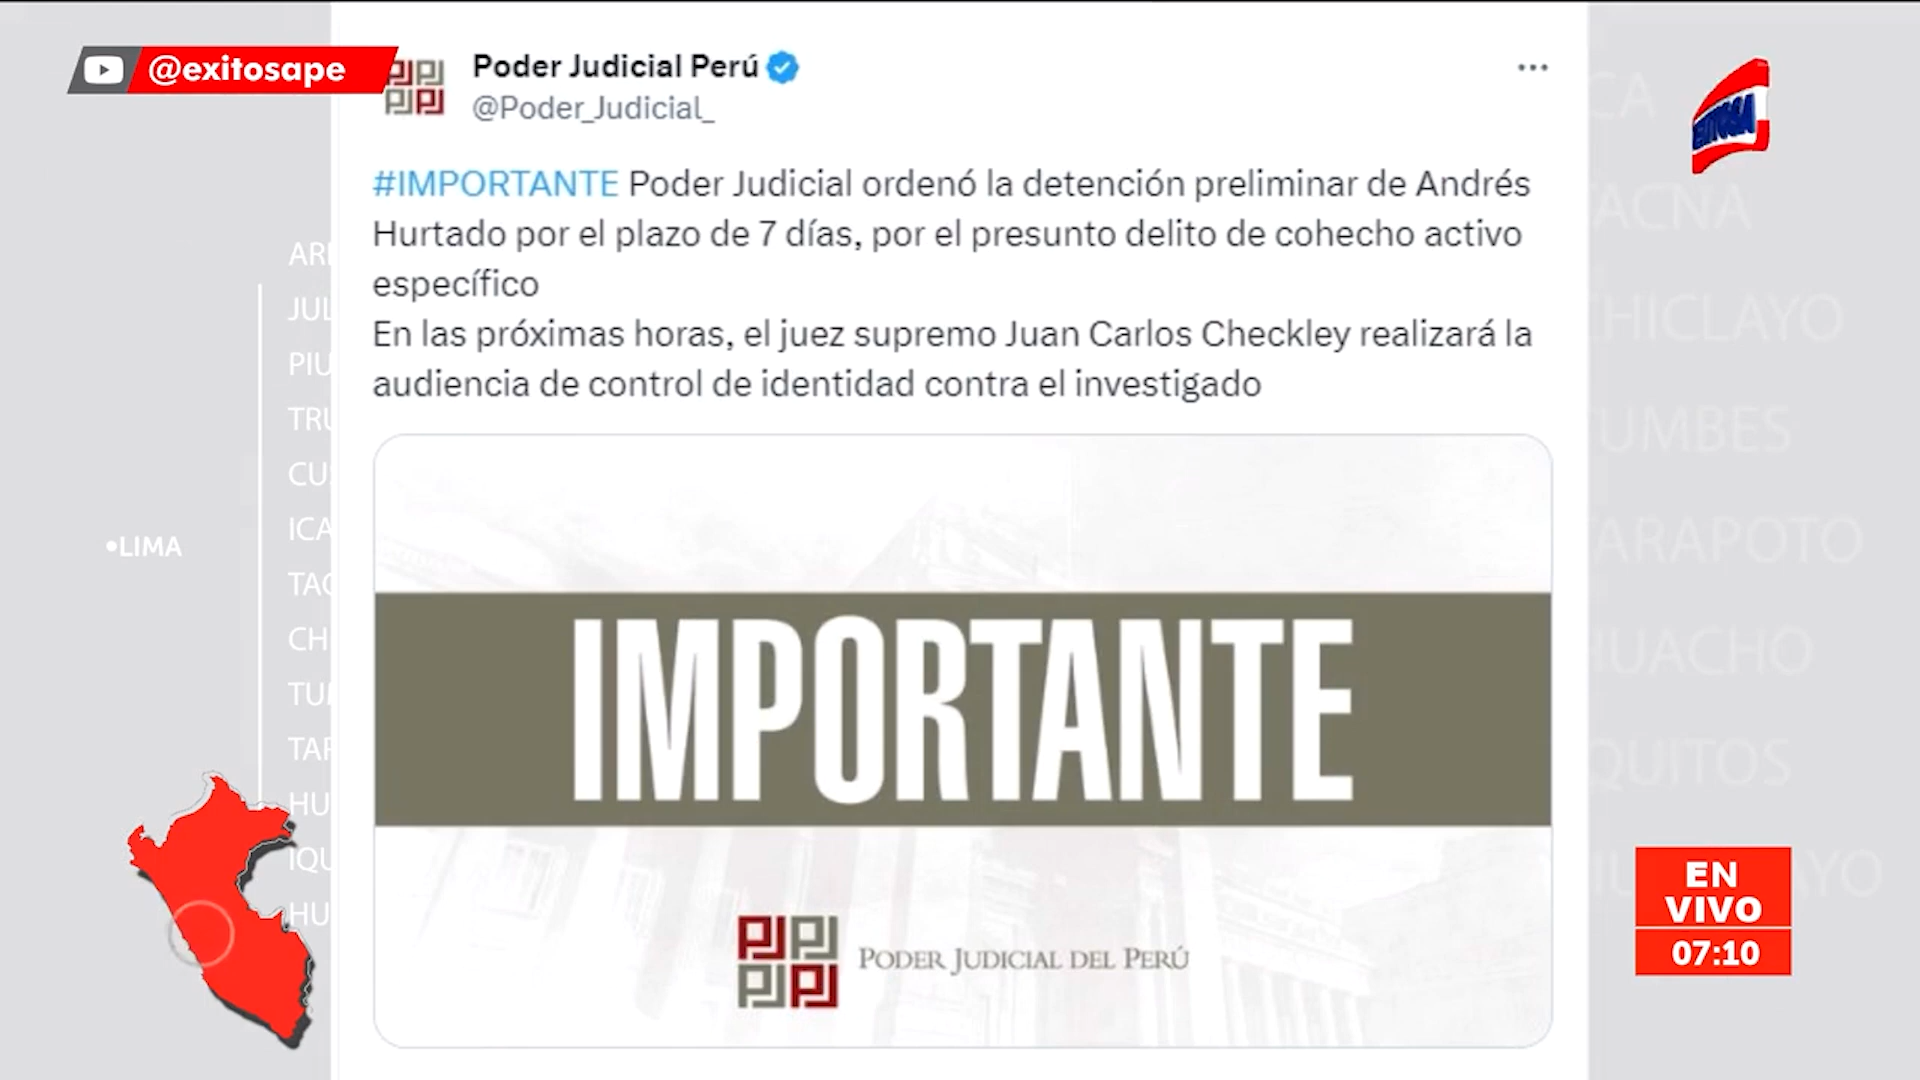 @exitosape
Poder Judicial Perú
@Poder_Judicial_
#IMPORTANTE Poder Judicial ordenó la detención preliminar de Andrés
Hurtado por el plazo de 7 días, por el presunto delito de cohecho activo
específico
En las próximas horas, el juez supremo Juan Carlos Checkley realizará la
audiencia de control de identidad contra el investigado
IMPORTANTE
PODER JUDICIAL DEL PERÚ
EXITOSA
•LIMA
EN
VIVO
07:10